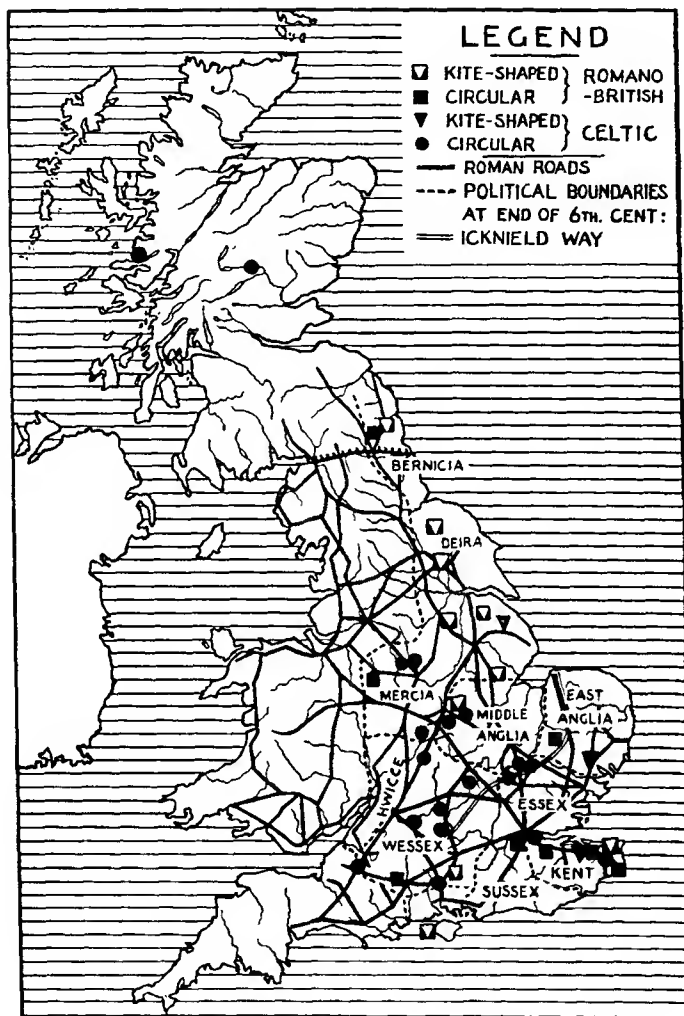 LEGEND
KITE-SHAPED } ROMANO
CIRCULAR -BRITISH
KITE-SHAPED } CELTIC
CIRCULAR
ROMAN ROADS
POLITICAL BOUNDARIES
AT END OF 6TH. CENT:
ICKNIELD WAY
BERNICIA
DEIRA
MERCIA
MIDDLE
ANGLIA
EAST
ANGLIA
HWICCE
ESSEX
WESSEX
KENT
SUSSEX